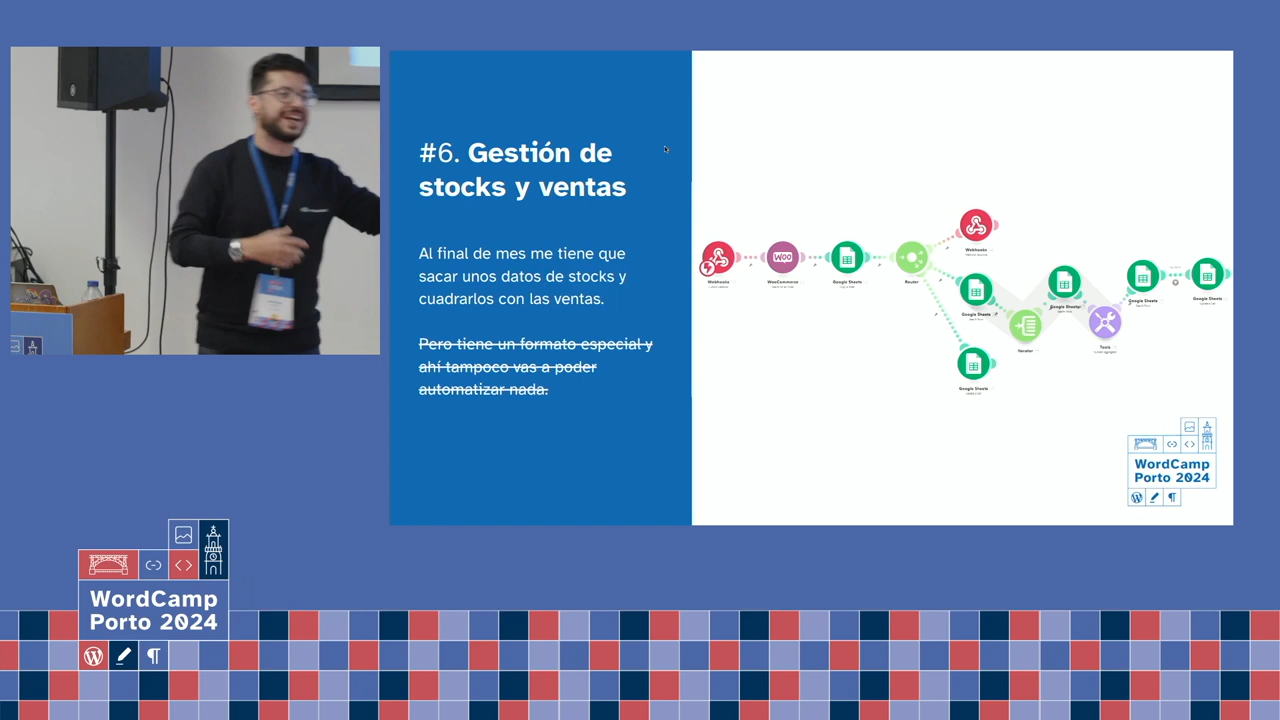 #6. Gestión de
stocks y ventas
Al final de mes me tiene que
sacar unos datos de stocks y
cuadrarlos con las ventas.
Pero tiene un formato especial y
ahí tampoco vas a poder
automatizar nada.
Webhooks
WooCommerce
Google Sheets
Router
Webhooks
Google Sheets
Google Sheets
Iterator
Google Sheets
Tools
Google Sheets
Google Sheets
WOO
WordCamp
Porto 2024
WordCamp
Porto 2024